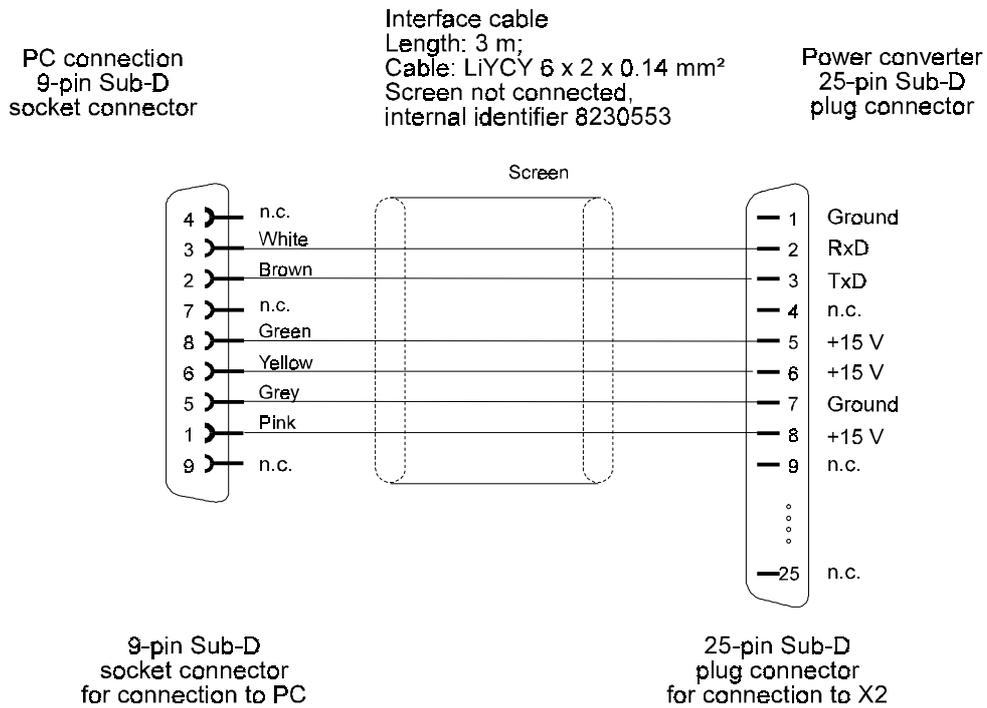 Interface cable
Length: 3 m;
Cable: LiYCY 6 x 2 x 0.14 mm²
Screen not connected,
internal identifier 8230553
PC connection
9-pin Sub-D
socket connector
Power converter
25-pin Sub-D
plug connector
Screen
4 n.c. 1 Ground
3 White 2 RxD
2 Brown 3 TxD
7 n.c. 4 n.c.
8 Green 5 +15 V
6 Yellow 6 +15 V
5 Grey 7 Ground
1 Pink 8 +15 V
9 n.c. 9 n.c.
25 n.c.
9-pin Sub-D
socket connector
for connection to PC
25-pin Sub-D
plug connector
for connection to X2